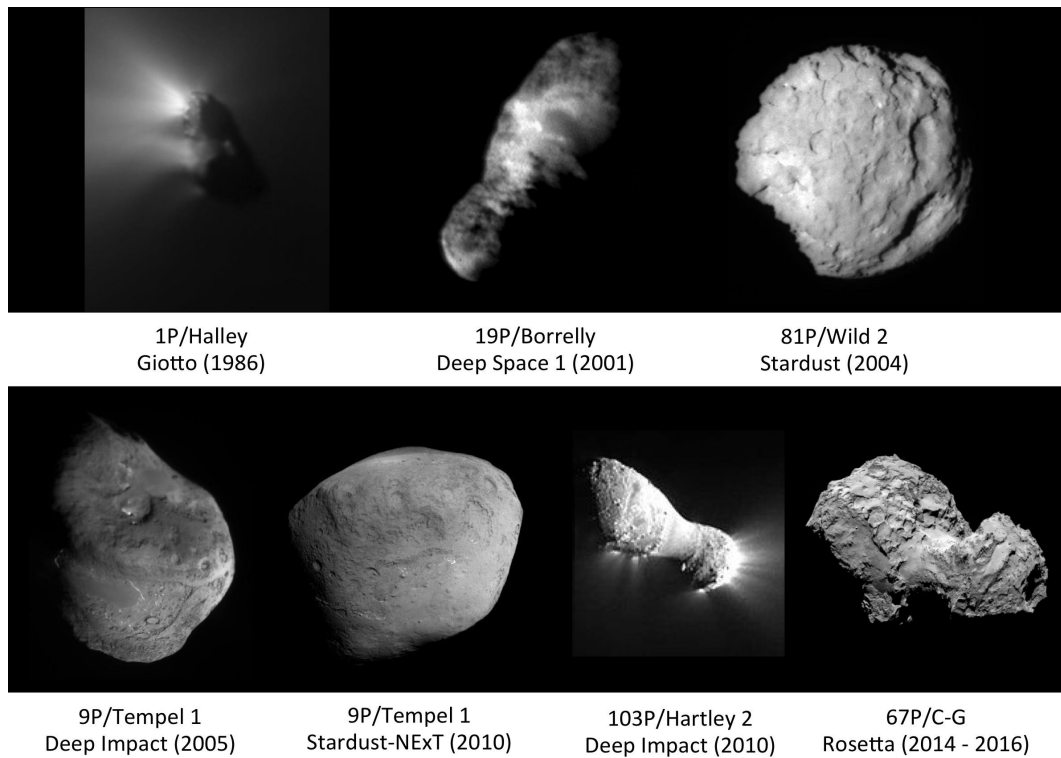 1P/Halley
Giotto (1986)
19P/Borrelly
Deep Space 1 (2001)
81P/Wild 2
Stardust (2004)
9P/Tempel 1
Deep Impact (2005)
9P/Tempel 1
Stardust-NExT (2010)
103P/Hartley 2
Deep Impact (2010)
67P/C-G
Rosetta (2014 - 2016)